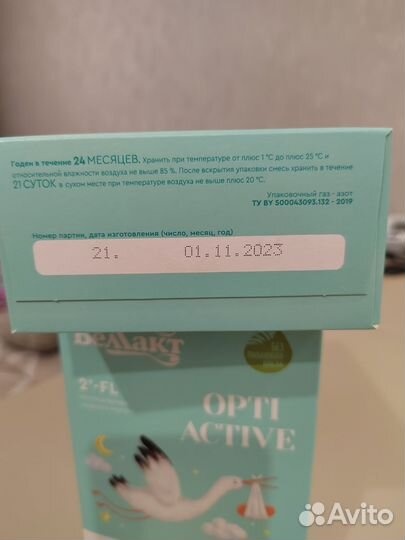 Годен в течение 24 МЕСЯЦЕВ. Хранить при температуре от плюс 1 °С до плюс 25 °С и
относительной влажности воздуха не выше 85 %. После вскрытия упаковки смесь хранить в течение
21 СУТОК в сухом месте при температуре воздуха не выше плюс 20 °С.
Упаковочный газ - азот
ТУ BY 500043093.132 - 2019
Номер партии, дата изготовления (число, месяц, год)
21. 01.11.2023
Беллакт
БЕЗ
2'-FL
OPTI
ACTIVE
Avito